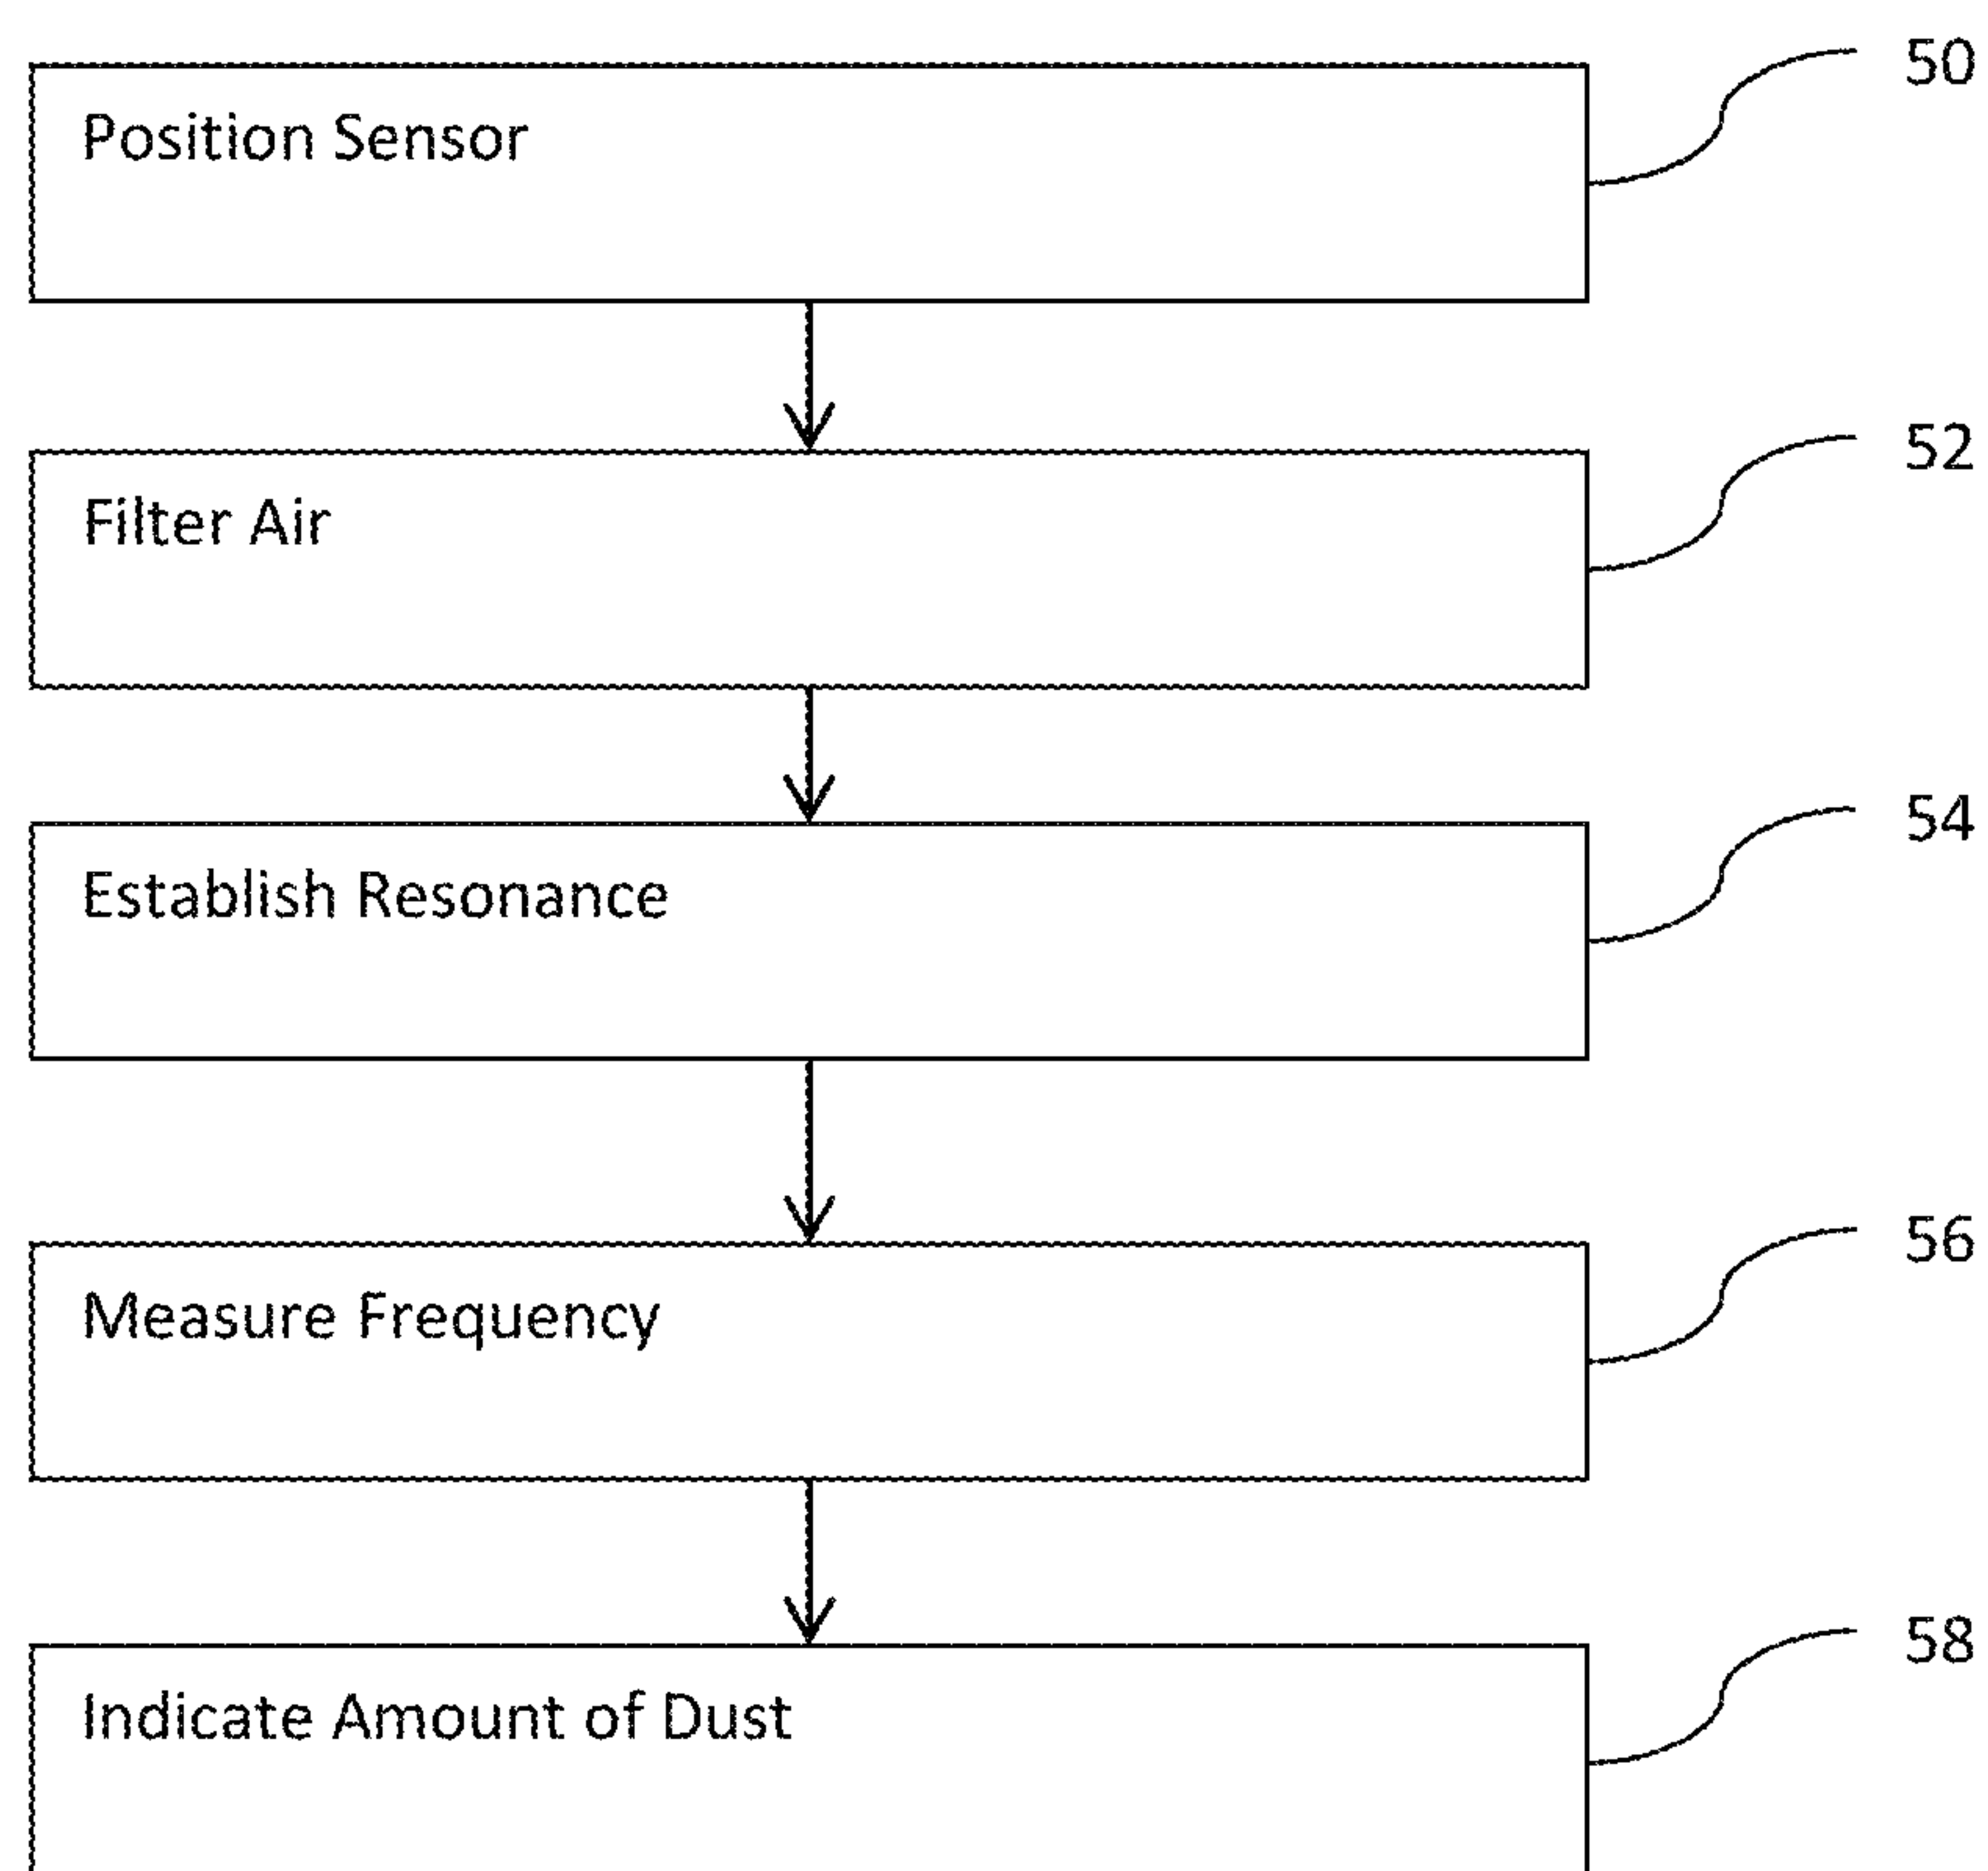 50
Position Sensor
52
Filter Air
54
Establish Resonance
56
Measure Frequency
58
Indicate Amount of Dust